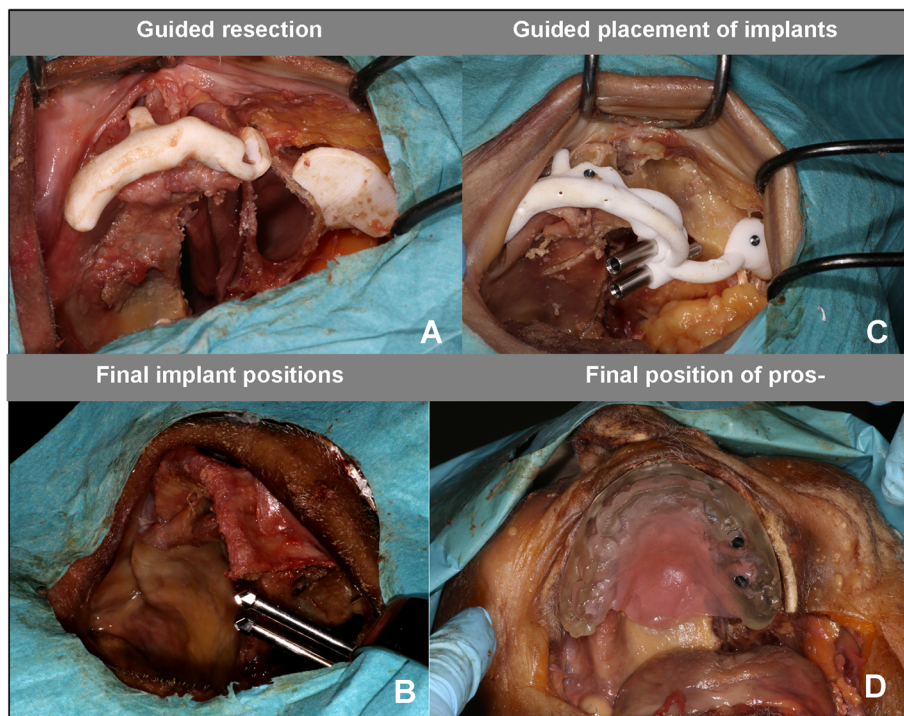 Guided resection
Guided placement of implants
A
C
Final implant positions
Final position of pros-
B
D